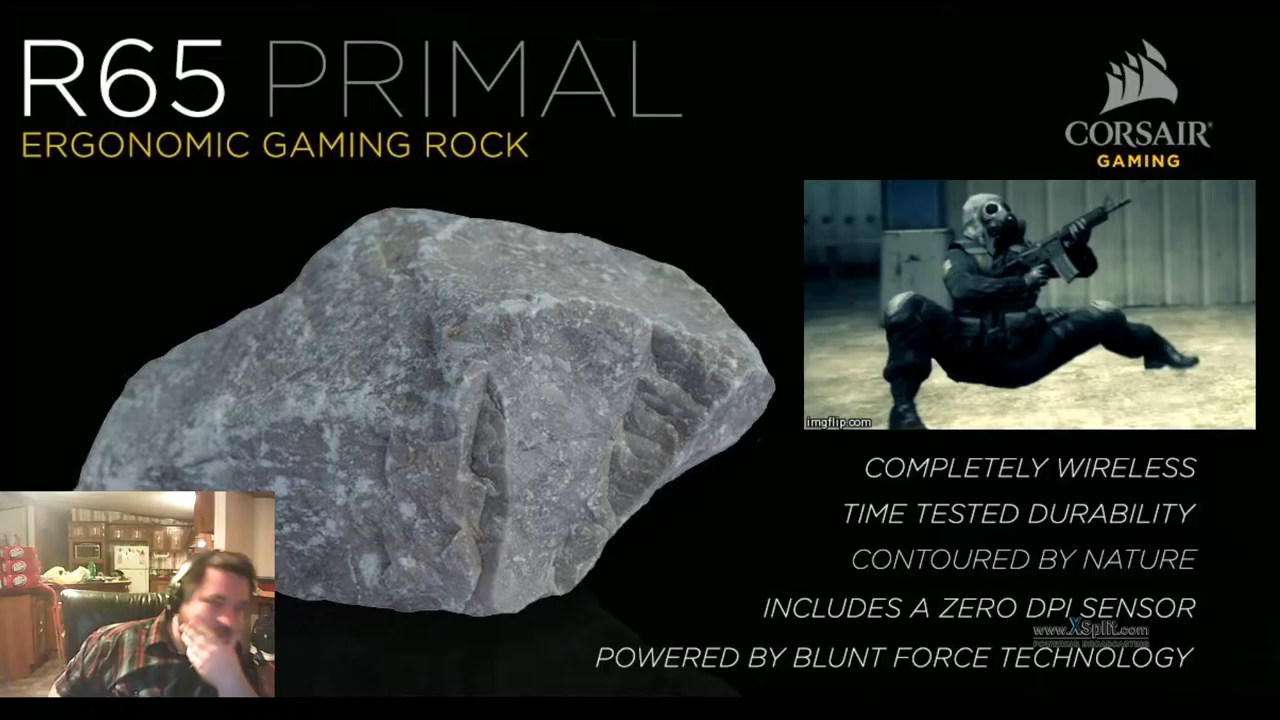 R65 PRIMAL
ERGONOMIC GAMING ROCK
CORSAIR
GAMING
imgflip.com
COMPLETELY WIRELESS
TIME TESTED DURABILITY
CONTOURED BY NATURE
INCLUDES A ZERO DPI SENSOR
www.XSplit.com
POWERED BY BLUNT FORCE TECHNOLOGY